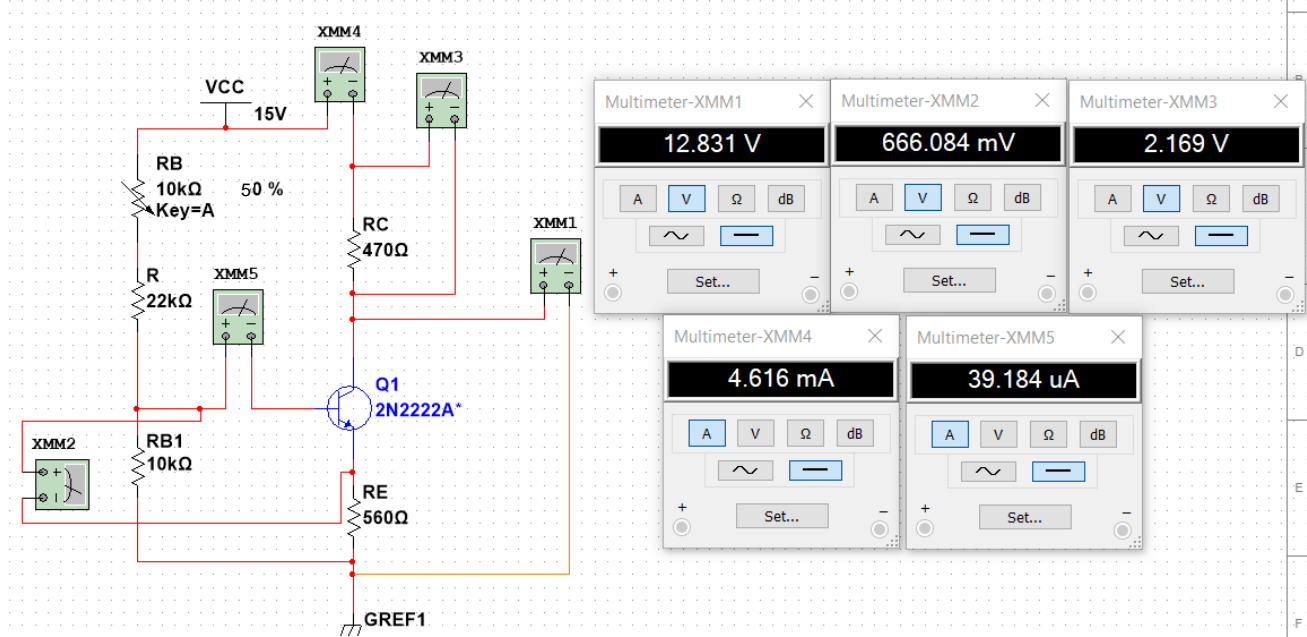 XMM4
XMM3
VCC
15V
RB
10kΩ
50 %
Key=A
RC
470Ω
XMM1
R
22kΩ
XMM5
Q1
2N2222A*
XMM2
RB1
10kΩ
RE
560Ω
GREF1
+ −
+ −
+ −
+ −
+ −
Multimeter-XMM1 ×
12.831 V
A V Ω dB
+ −
Set...
Multimeter-XMM2 ×
666.084 mV
A V Ω dB
+ −
Set...
Multimeter-XMM3 ×
2.169 V
A V Ω dB
+ −
Set...
Multimeter-XMM4 ×
4.616 mA
A V Ω dB
+ −
Set...
Multimeter-XMM5 ×
39.184 uA
A V Ω dB
+ −
Set...
D
E
F